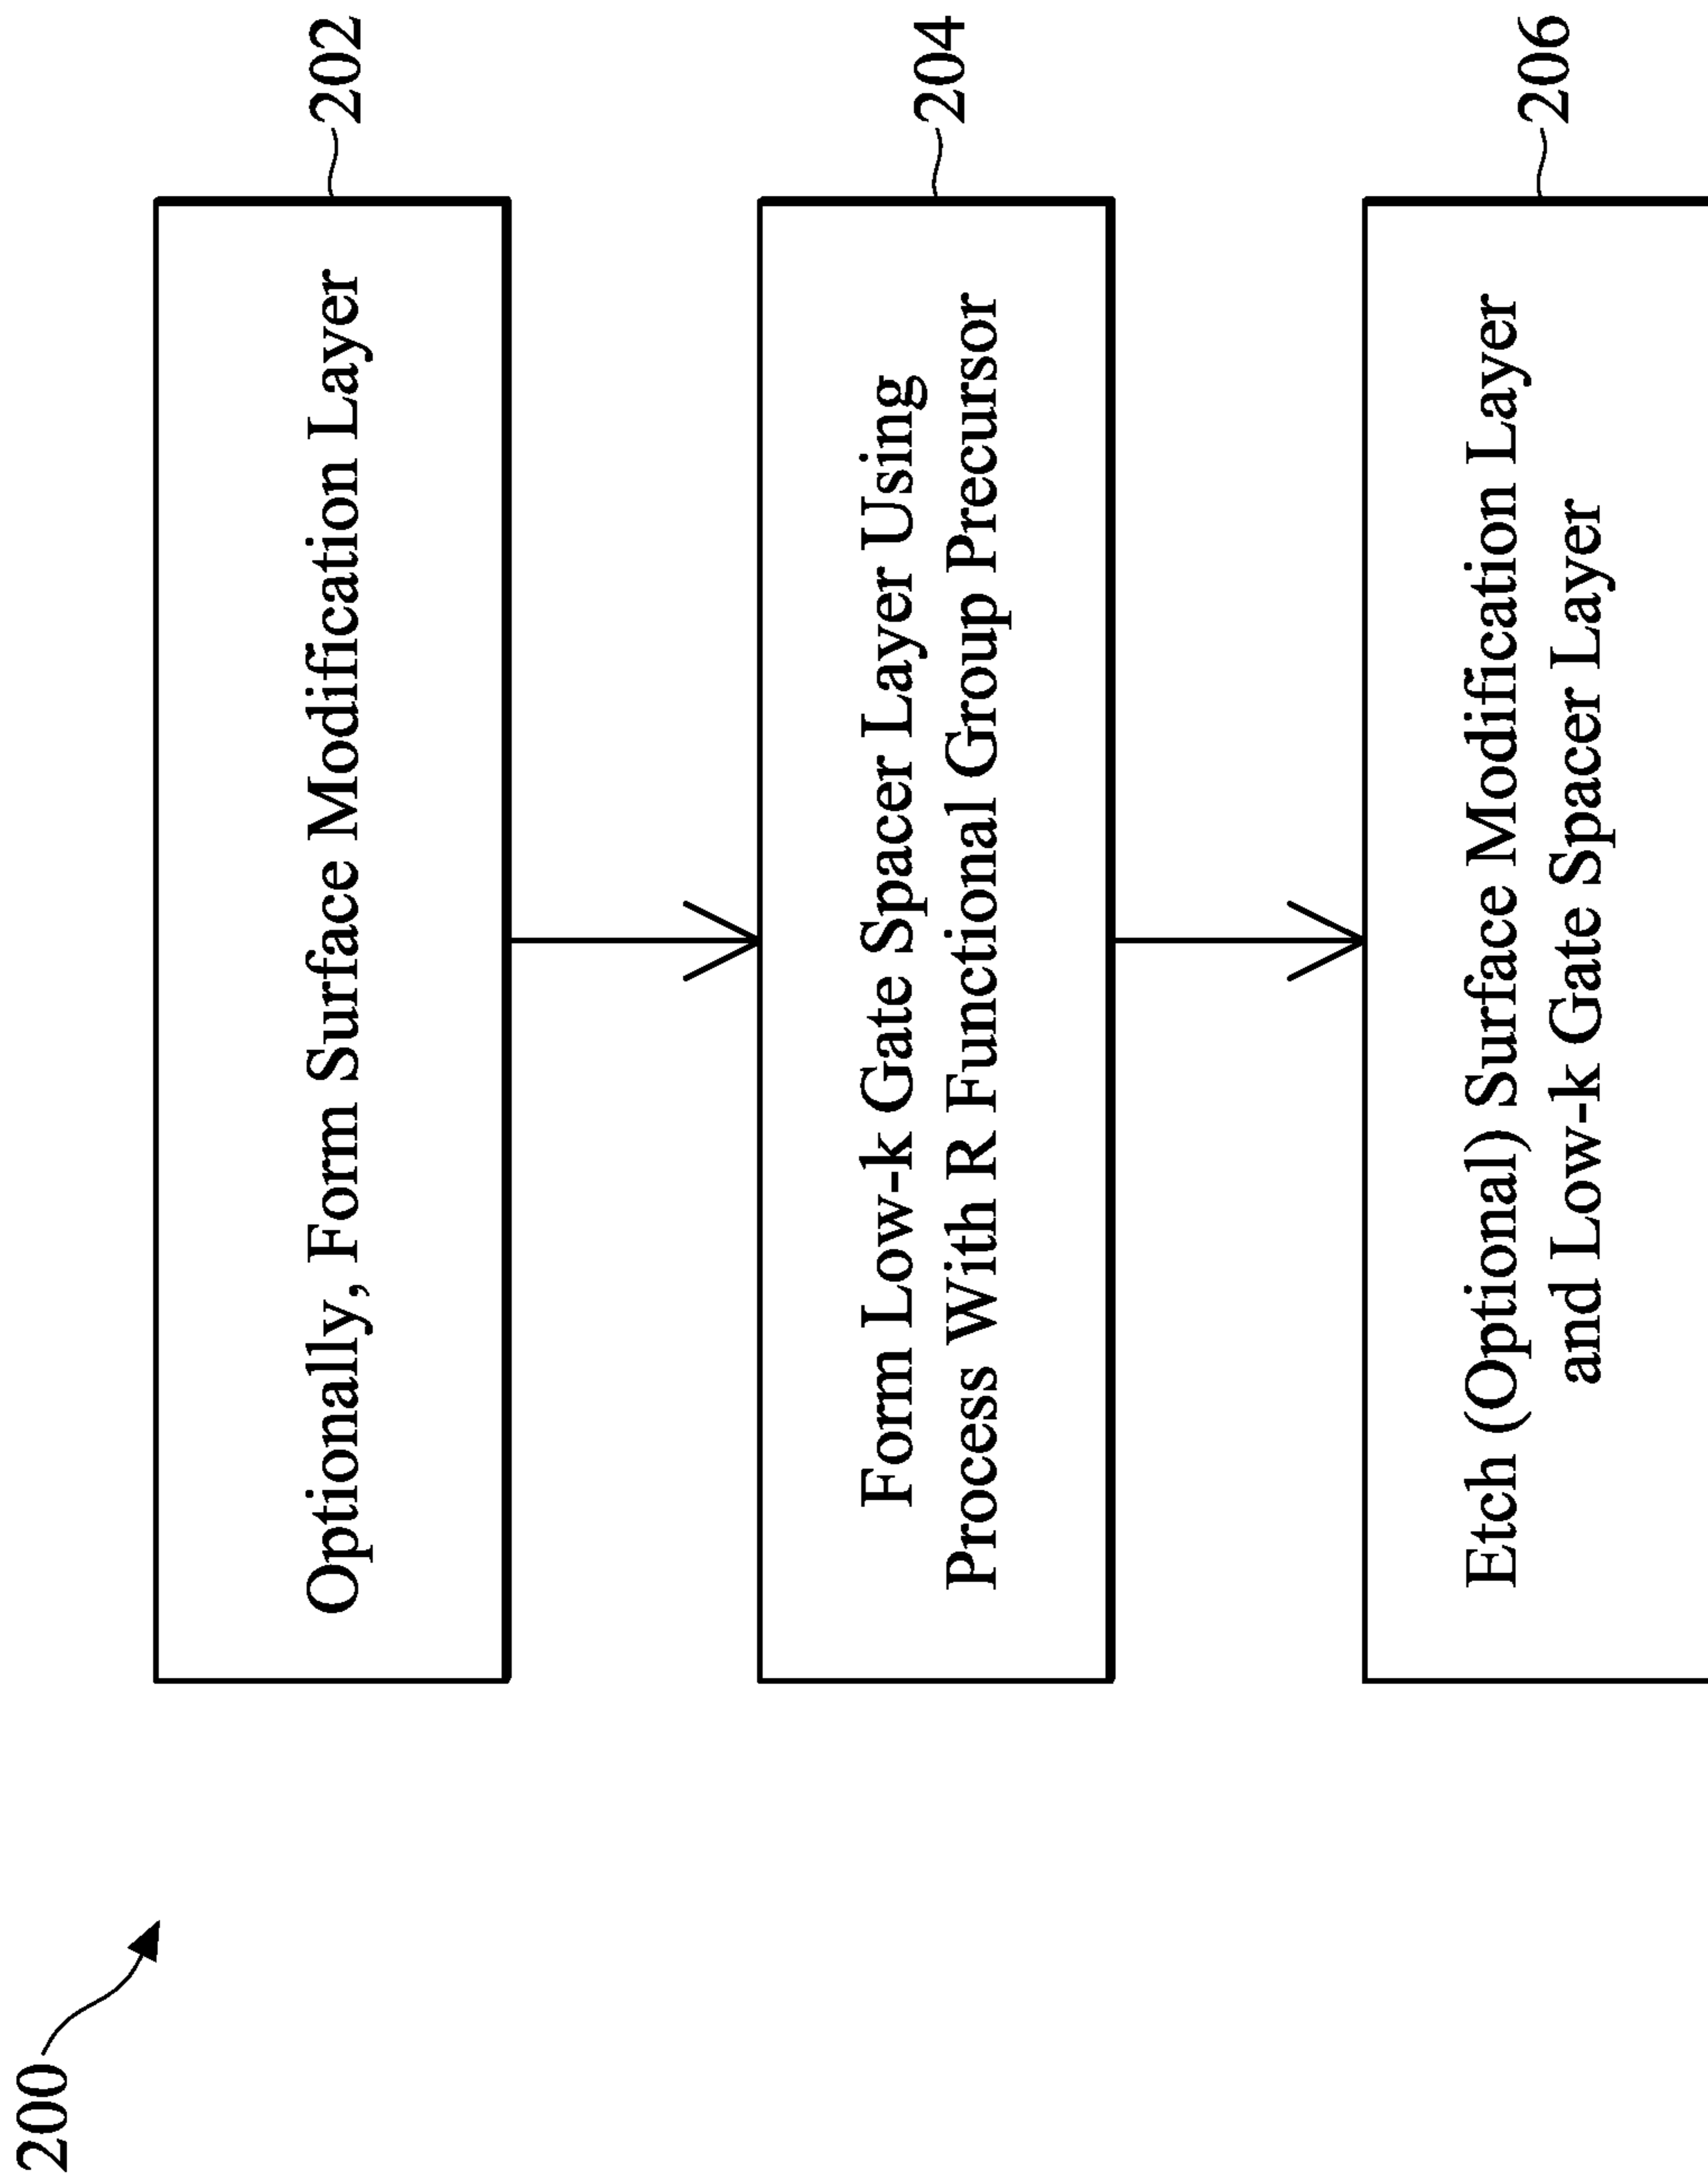 200
Optionally, Form Surface Modification Layer
202
Form Low-k Gate Spacer Layer Using
Process With R Functional Group Precursor
204
Etch (Optional) Surface Modification Layer
and Low-k Gate Spacer Layer
206